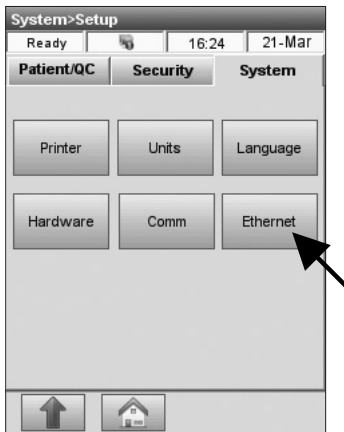 System>Setup
Ready 16:24 21-Mar
Patient/QC Security System
Printer Units Language
Hardware Comm Ethernet